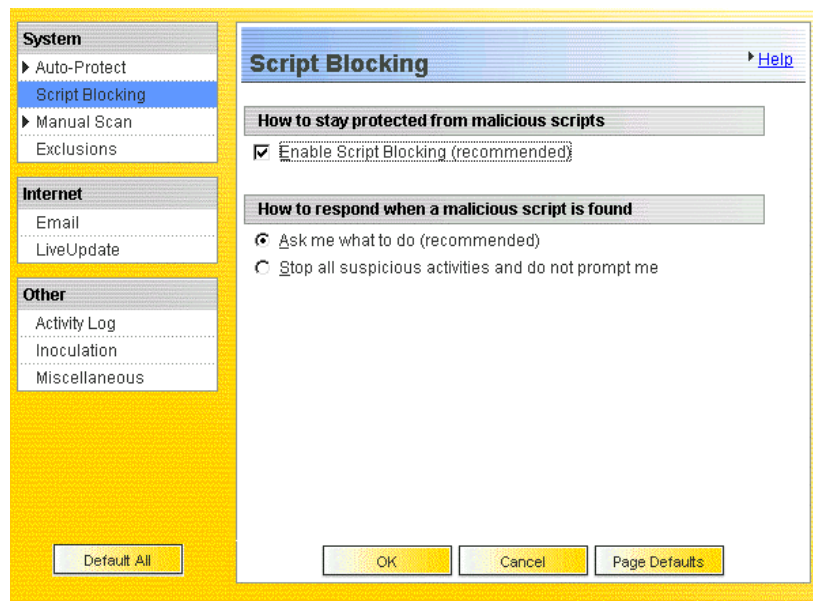 System
Auto-Protect
Script Blocking
Manual Scan
Exclusions
Internet
Email
LiveUpdate
Other
Activity Log
Inoculation
Miscellaneous
Default All
Script Blocking
Help
How to stay protected from malicious scripts
Enable Script Blocking (recommended)
How to respond when a malicious script is found
Ask me what to do (recommended)
Stop all suspicious activities and do not prompt me
OK
Cancel
Page Defaults